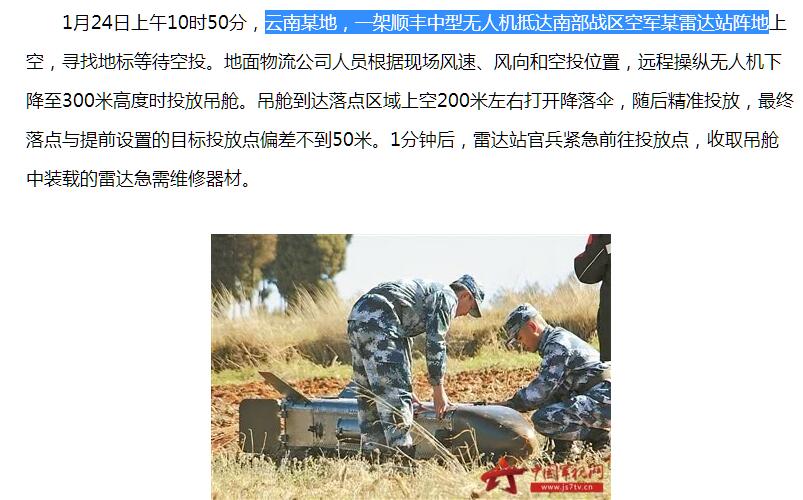 1月24日上午10时50分，云南某地，一架顺丰中型无人机抵达南部战区空军某雷达站阵地上
空，寻找地标等待空投。地面物流公司人员根据现场风速、风向和空投位置，远程操纵无人机下
降至300米高度时投放吊舱。吊舱到达落点区域上空200米左右打开降落伞，随后精准投放，最终
落点与提前设置的目标投放点偏差不到50米。1分钟后，雷达站官兵紧急前往投放点，收取吊舱
中装载的雷达急需维修器材。
中国军视网
www.js7tv.cn